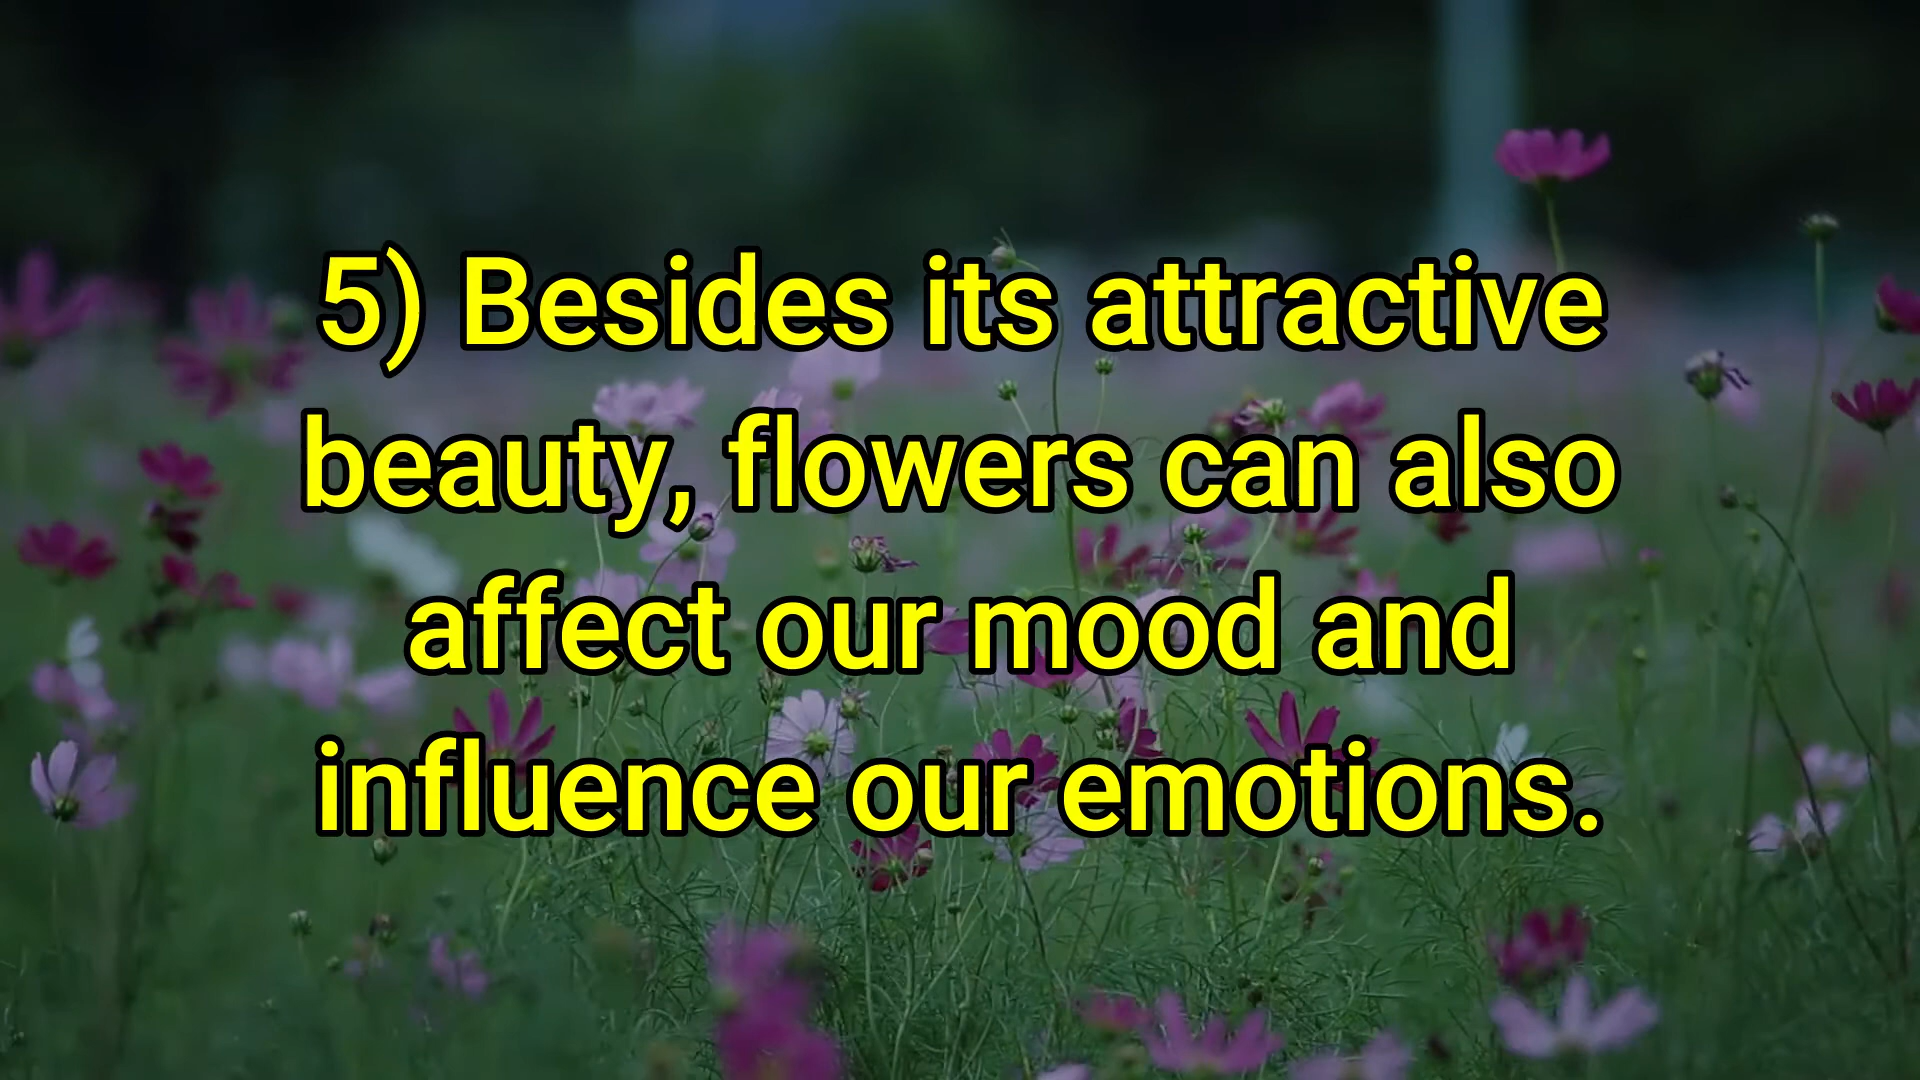 5) Besides its attractive
beauty, flowers can also
affect our mood and
influence our emotions.